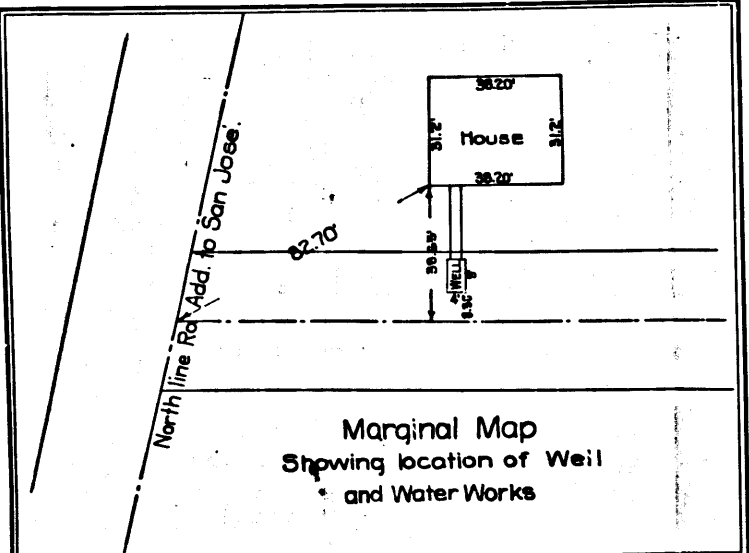 38.20'
31.2'
House
31.2'
38.20'
North line Ra. Add. to San Jose'.
82.70'
WELL
Marginal Map
Showing location of Well
and Water Works